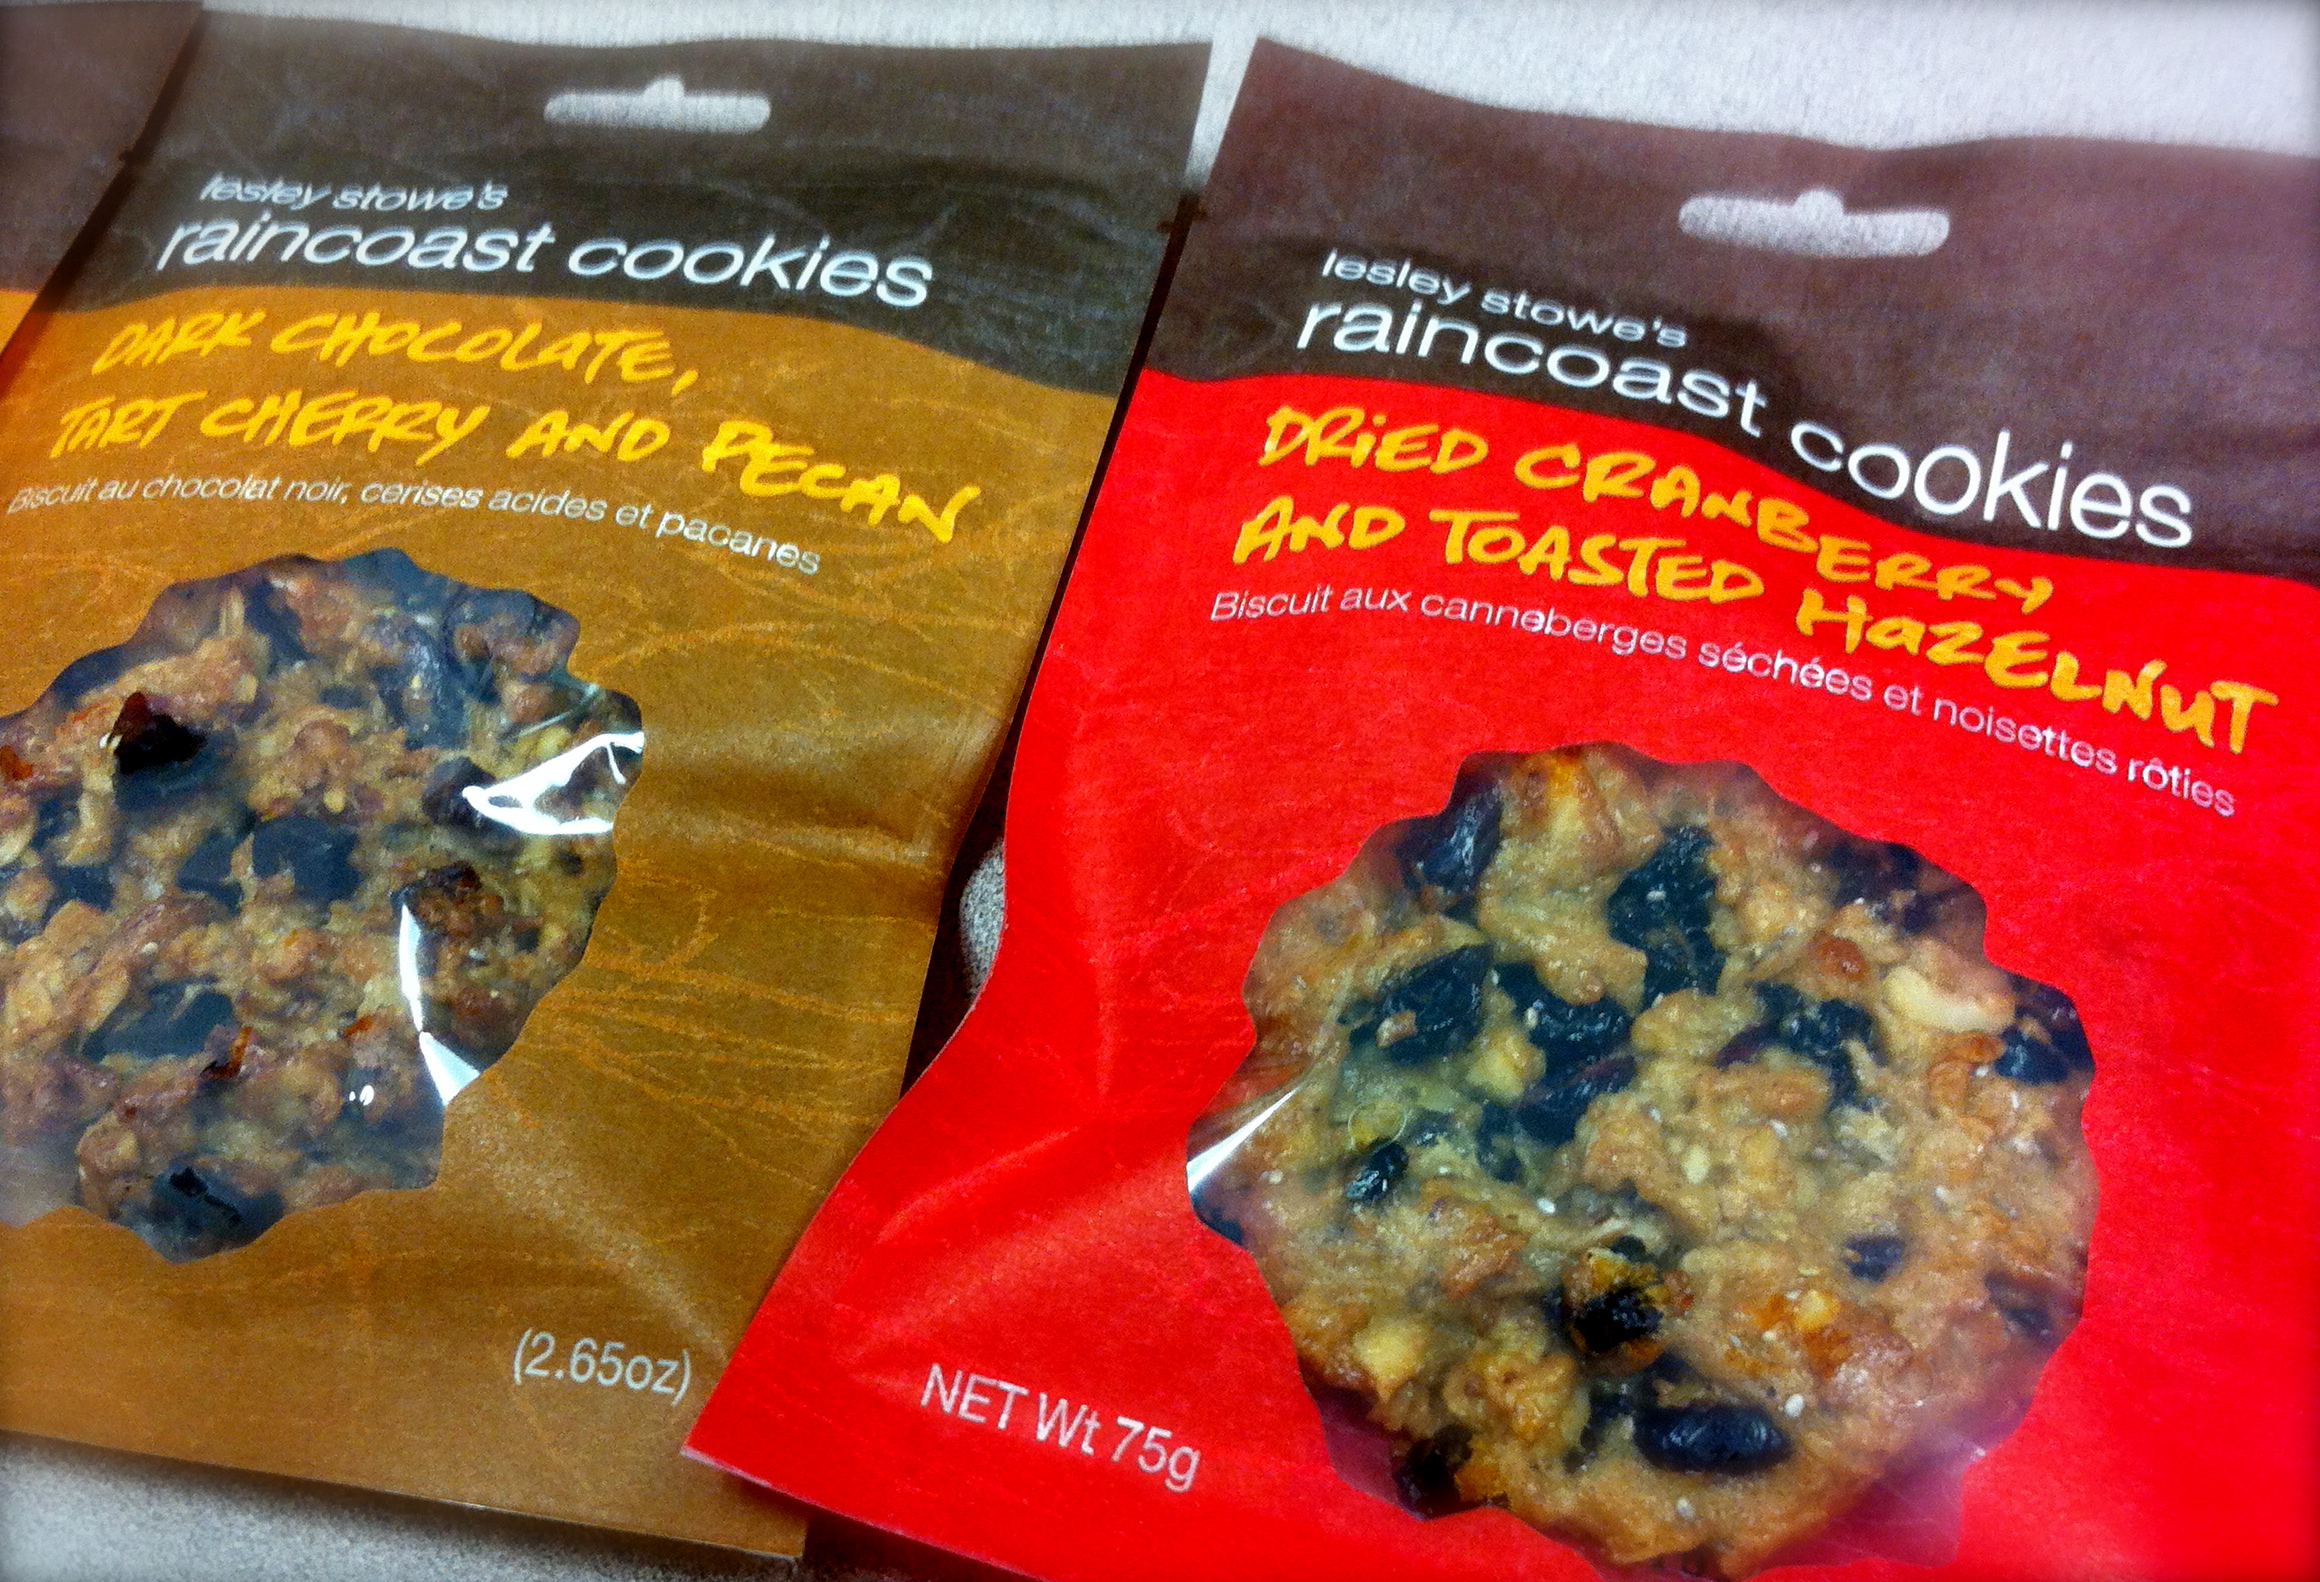 lesley stowe's
raincoast cookies
DARK CHOCOLATE,
TART CHERRY AND PECAN
Biscuit au chocolat noir, cerises acides et pacanes
(2.65oz)
lesley stowe's
raincoast cookies
DRIED CRANBERRY
AND TOASTED HAZELNUT
Biscuit aux canneberges séchées et noisettes rôties
NET Wt 75g